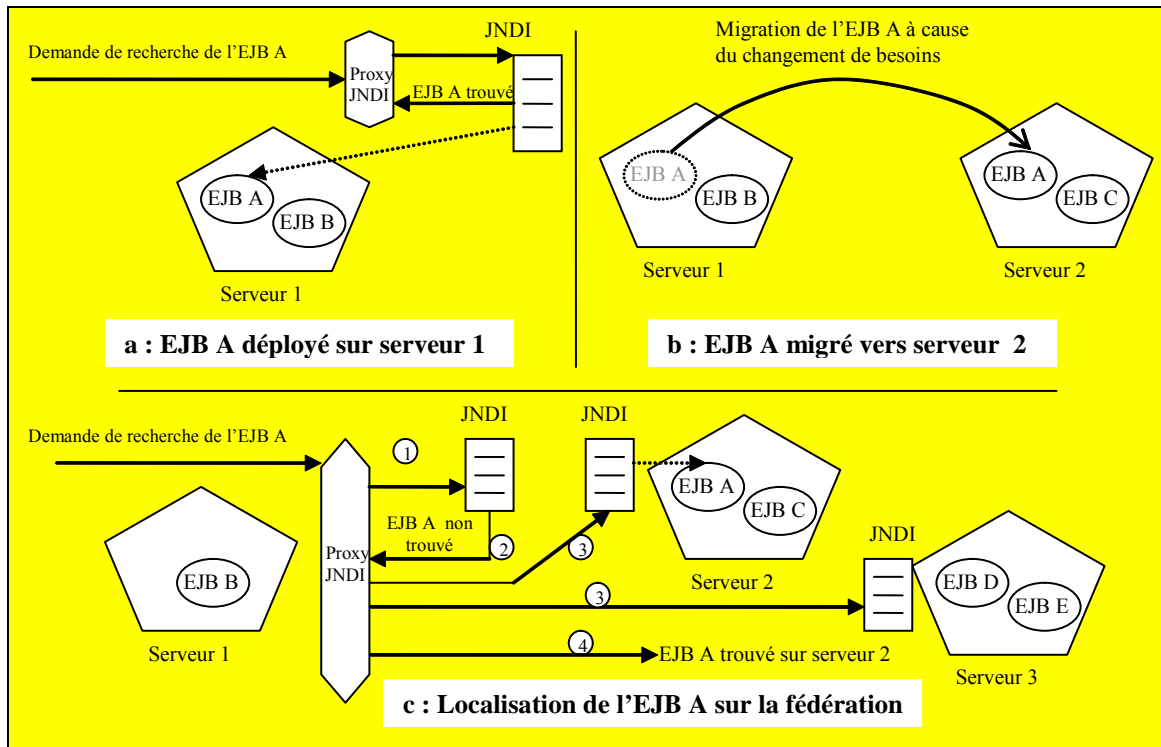 Demande de recherche de l'EJB A
JNDI
Proxy
JNDI
EJB A trouvé
EJB A
EJB B
Serveur 1
a : EJB A déployé sur serveur 1
Migration de l'EJB A à cause
du changement de besoins
EJB A
EJB B
Serveur 1
EJB A
EJB C
Serveur 2
b : EJB A migré vers serveur 2
Demande de recherche de l'EJB A
EJB B
Serveur 1
Proxy
JNDI
1
JNDI
EJB A non
trouvé
2
3
JNDI
EJB A
EJB C
Serveur 2
3
JNDI
EJB D
EJB E
Serveur 3
4
EJB A trouvé sur serveur 2
c : Localisation de l'EJB A sur la fédération